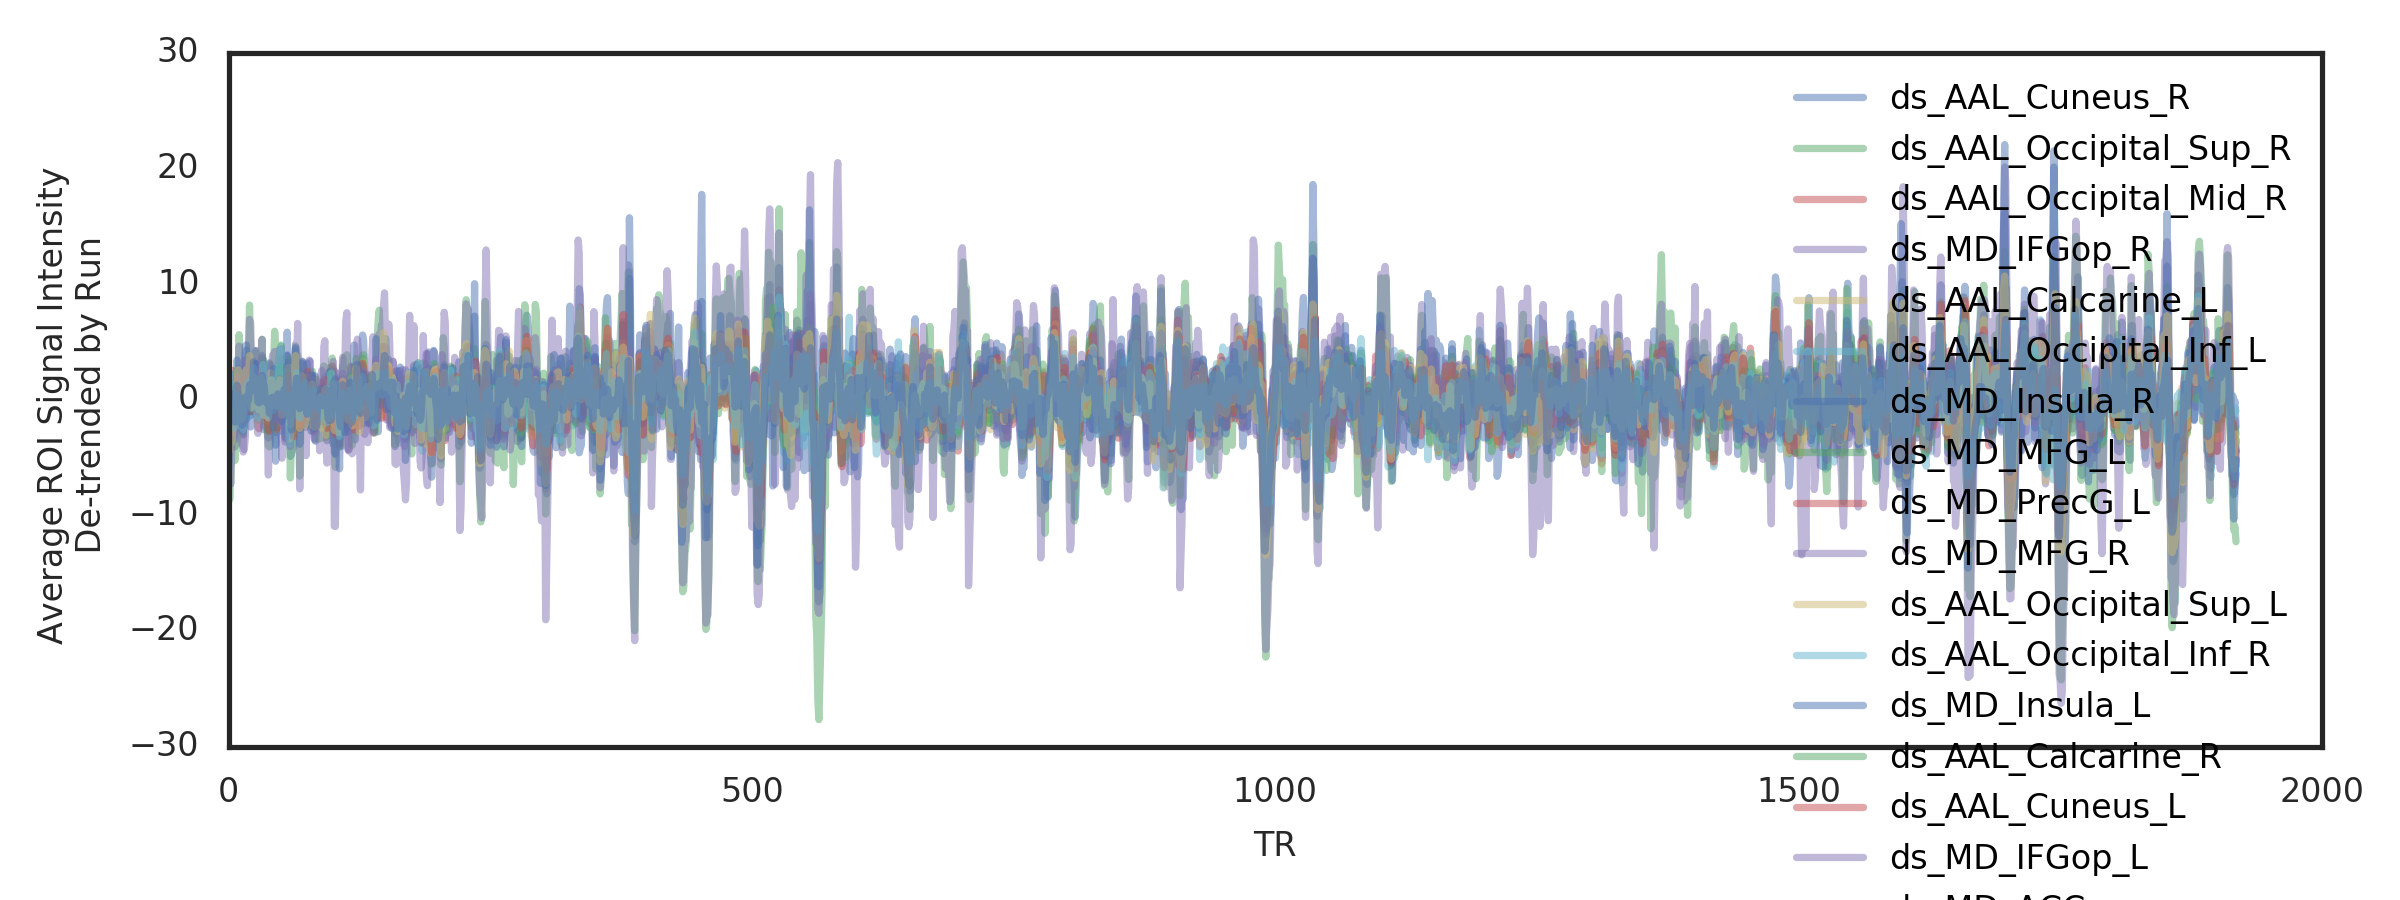 Average ROI Signal Intensity
De-trended by Run
30
20
10
0
−10
−20
−30
0
500
1000
1500
2000
TR
ds_AAL_Cuneus_R
ds_AAL_Occipital_Sup_R
ds_AAL_Occipital_Mid_R
ds_MD_IFGop_R
ds_AAL_Calcarine_L
ds_AAL_Occipital_Inf_L
ds_MD_Insula_R
ds_MD_MFG_L
ds_MD_PrecG_L
ds_MD_MFG_R
ds_AAL_Occipital_Sup_L
ds_AAL_Occipital_Inf_R
ds_MD_Insula_L
ds_AAL_Calcarine_R
ds_AAL_Cuneus_L
ds_MD_IFGop_L